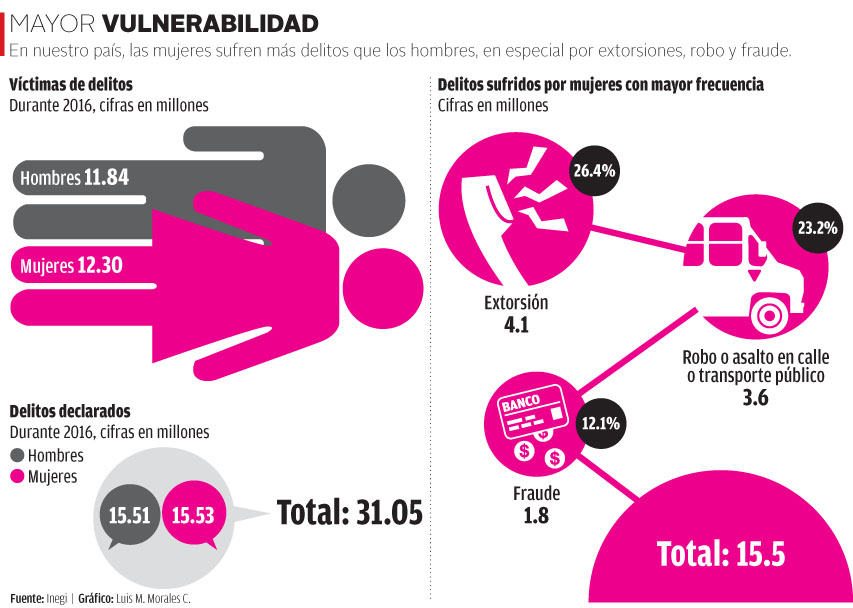 MAYOR VULNERABILIDAD
En nuestro país, las mujeres sufren más delitos que los hombres, en especial por extorsiones, robo y fraude.
Víctimas de delitos
Durante 2016, cifras en millones
Hombres 11.84
Mujeres 12.30
Delitos declarados
Durante 2016, cifras en millones
Hombres
Mujeres
15.51
15.53
Total: 31.05
Delitos sufridos por mujeres con mayor frecuencia
Cifras en millones
26.4%
Extorsión
4.1
23.2%
Robo o asalto en calle
o transporte público
3.6
BANCO
$
$
$
12.1%
Fraude
1.8
Total: 15.5
Fuente: Inegi | Gráfico: Luis M. Morales C.